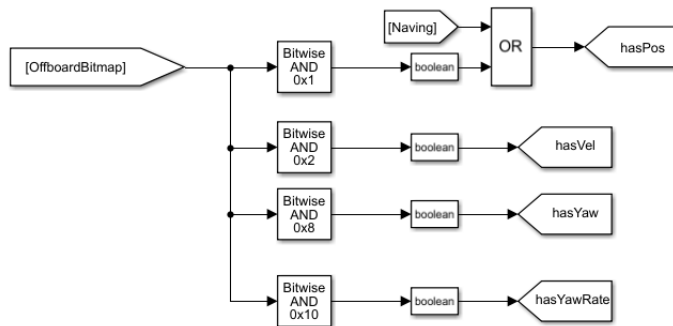 [Naving]
OR
hasPos
[OffboardBitmap]
Bitwise
AND
0x1
boolean
Bitwise
AND
0x2
boolean
hasVel
Bitwise
AND
0x8
boolean
hasYaw
Bitwise
AND
0x10
boolean
hasYawRate